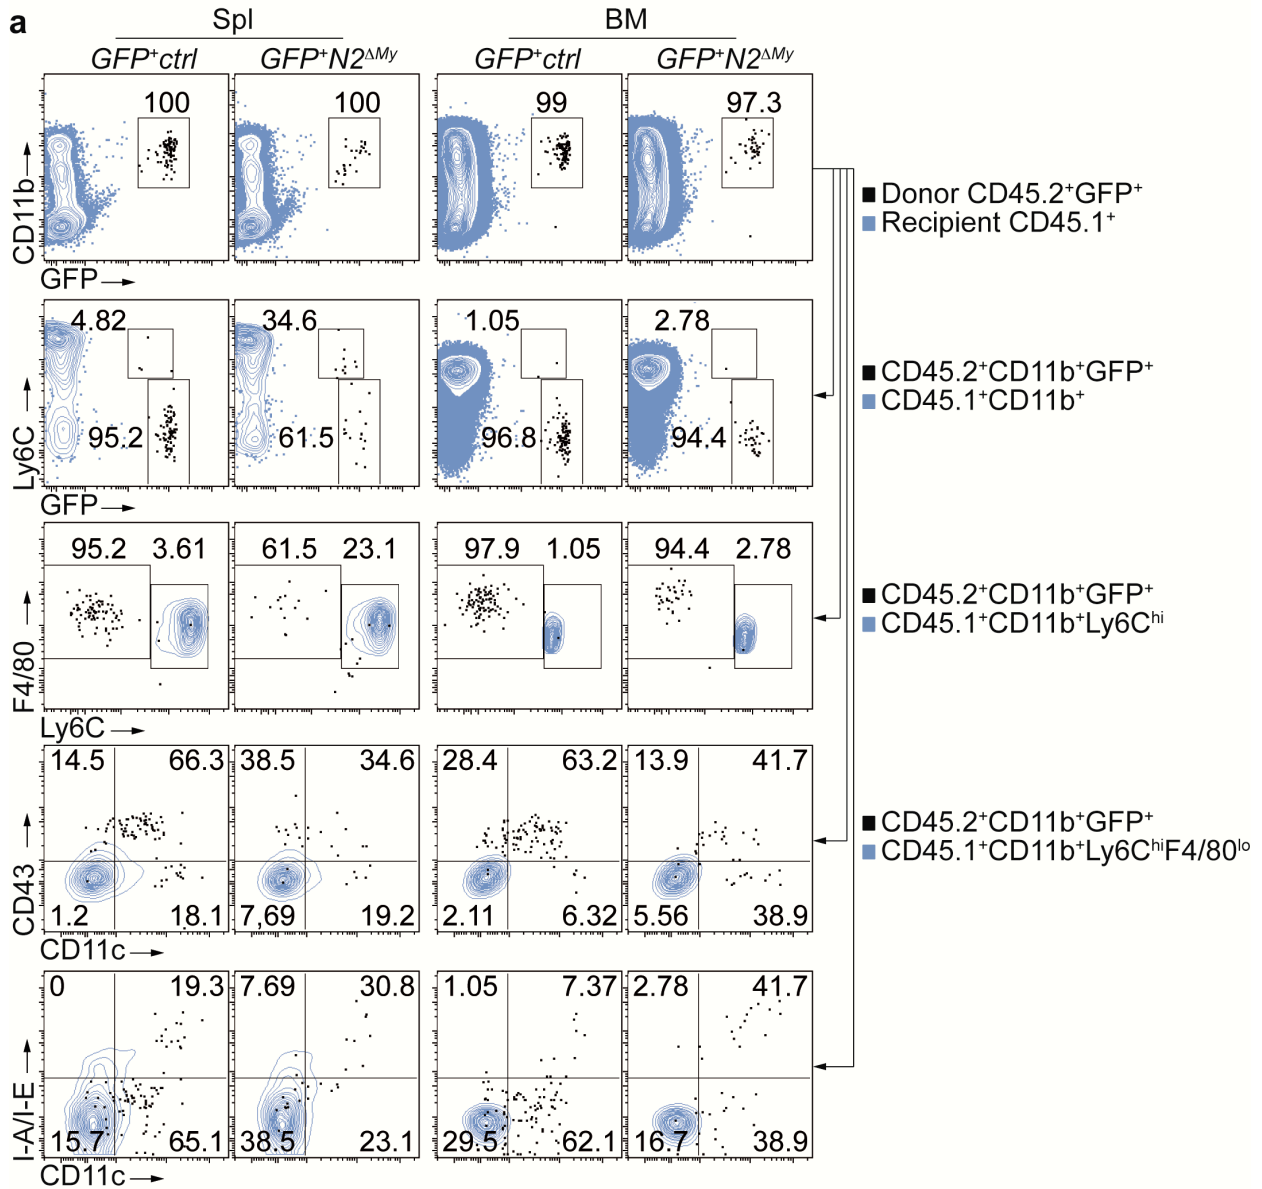 a
Spl BM
GFP⁺ctrl GFP⁺N2ᐃMy GFP⁺ctrl GFP⁺N2ᐃMy
100 100 99 97.3
CD11b
GFP
Donor CD45.2⁺GFP⁺
Recipient CD45.1⁺
4.82 34.6 1.05 2.78
95.2 61.5 96.8 94.4
Ly6C
GFP
CD45.2⁺CD11b⁺GFP⁺
CD45.1⁺CD11b⁺
95.2 3.61 61.5 23.1 97.9 1.05 94.4 2.78
F4/80
Ly6C
CD45.2⁺CD11b⁺GFP⁺
CD45.1⁺CD11b⁺Ly6Cʰⁱ
14.5 66.3 38.5 34.6 28.4 63.2 13.9 41.7
1.2 18.1 7,69 19.2 2.11 6.32 5.56 38.9
CD43
CD11c
CD45.2⁺CD11b⁺GFP⁺
CD45.1⁺CD11b⁺Ly6CʰⁱF4/80ˡᵒ
0 19.3 7.69 30.8 1.05 7.37 2.78 41.7
15.7 65.1 38.5 23.1 29.5 62.1 16.7 38.9
I-A/I-E
CD11c